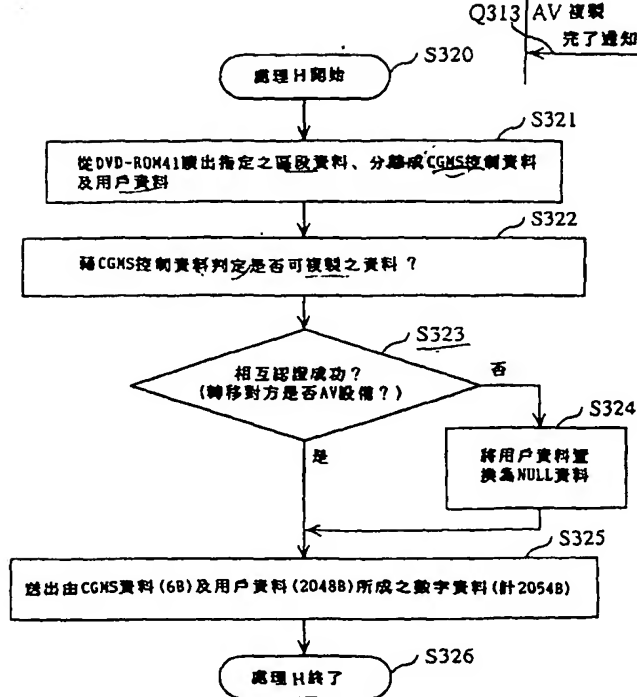 Q313 AV 複製
完了通知
處理H開始
S320
S321
從DVD-ROM41讀出指定之區段資料、分離成CGMS控制資料
及用戶資料
S322
藉CGMS控制資料判定是否可複製之資料?
S323
相互認證成功?
(轉移對方是否AV設備?)
否
S324
將用戶資料置
換為NULL資料
是
S325
送出由CGMS資料(6B)及用戶資料(2048B)所成之數字資料(計2054B)
處理H終了
S326